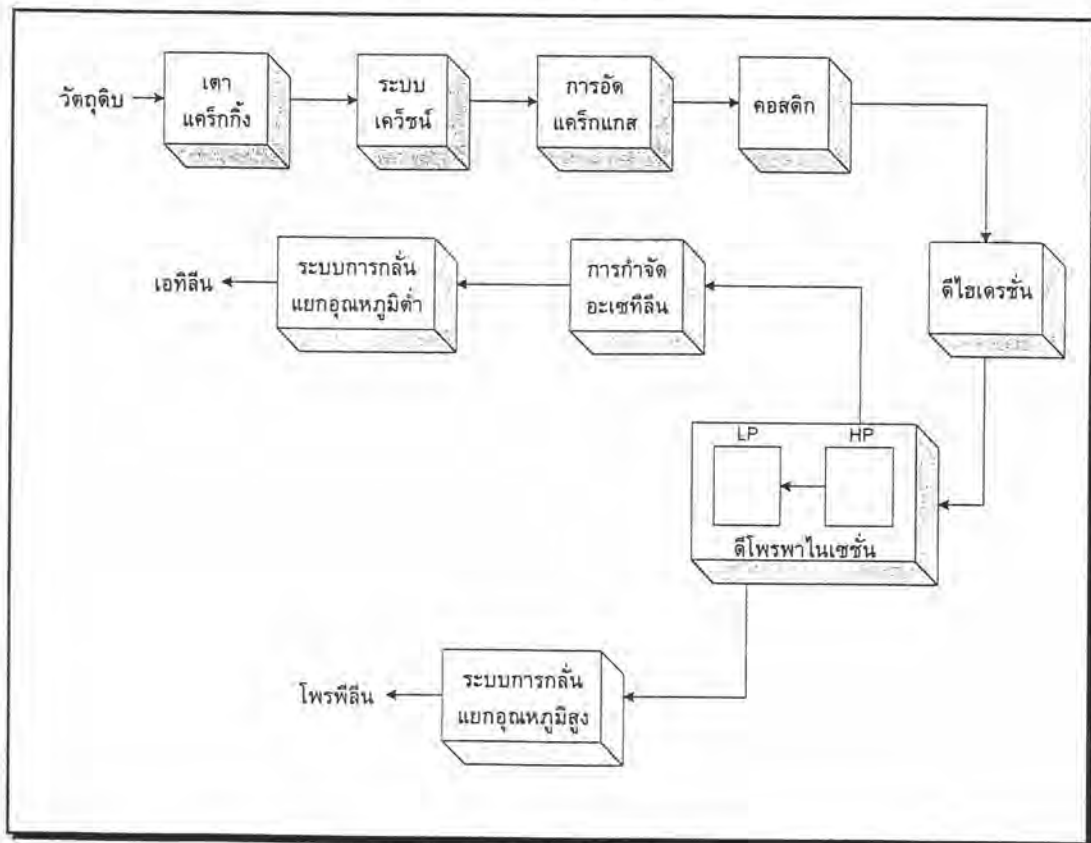 วัตถุดิบ
เตา
แคร็กกิ้ง
ระบบ
เคว็ชน์
การอัด
แคร็กแกส
คอสติก
เอทิลีน
ระบบการกลั่น
แยกอุณหภูมิต่ำ
การกำจัด
อะเซทีลีน
ดีไฮเดรชั่น
LP
HP
ดีโพรพาไนเซชั่น
โพรพีลีน
ระบบการกลั่น
แยกอุณหภูมิสูง